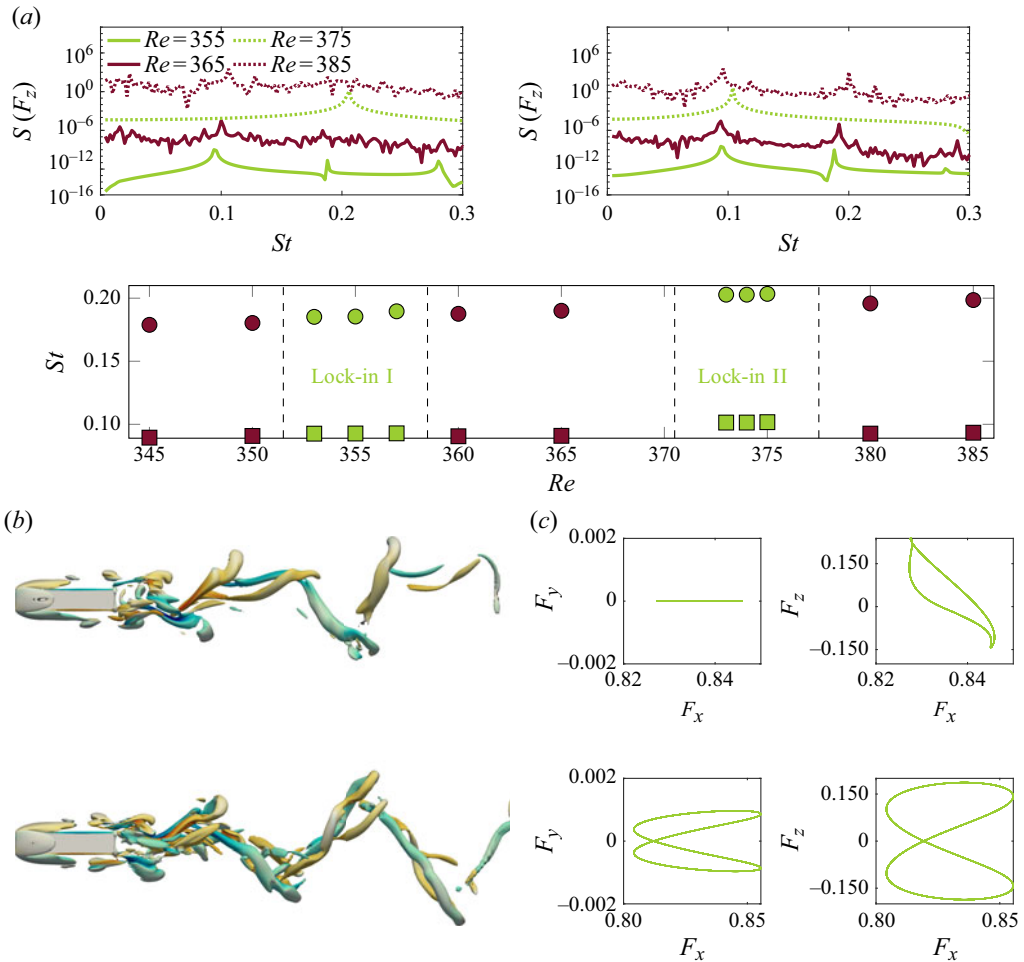 (a)
10^6
10^0
10^−6
10^−12
10^−16
S (F_z)
Re=355
Re=375
Re=365
Re=385
0
0.1
0.2
0.3
St
10^6
10^0
10^−6
10^−12
10^−16
S (F_z)
0
0.1
0.2
0.3
St
0.20
0.15
0.10
St
Lock-in I
Lock-in II
345
350
355
360
365
370
375
380
385
Re
(b)
(c)
0.002
0
−0.002
F_y
0.82
0.84
F_x
0.150
0
−0.150
F_z
0.82
0.84
F_x
0.002
0
−0.002
F_y
0.80
0.85
F_x
0.150
0
−0.150
F_z
0.80
0.85
F_x